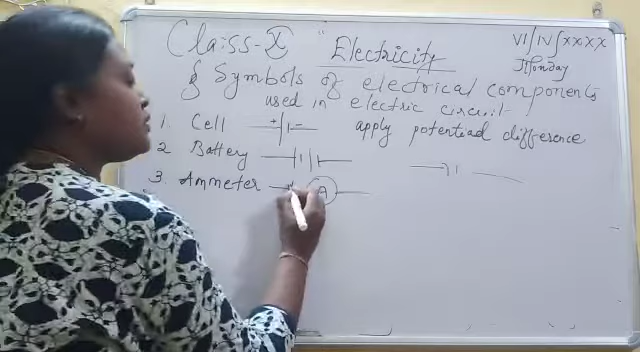 Class-X "Electricity
VI/IV/XXXX
Monday
§ Symbols of electrical components
used in electric circuit
1. Cell + - apply potential difference
2 Battery
3 Ammeter A